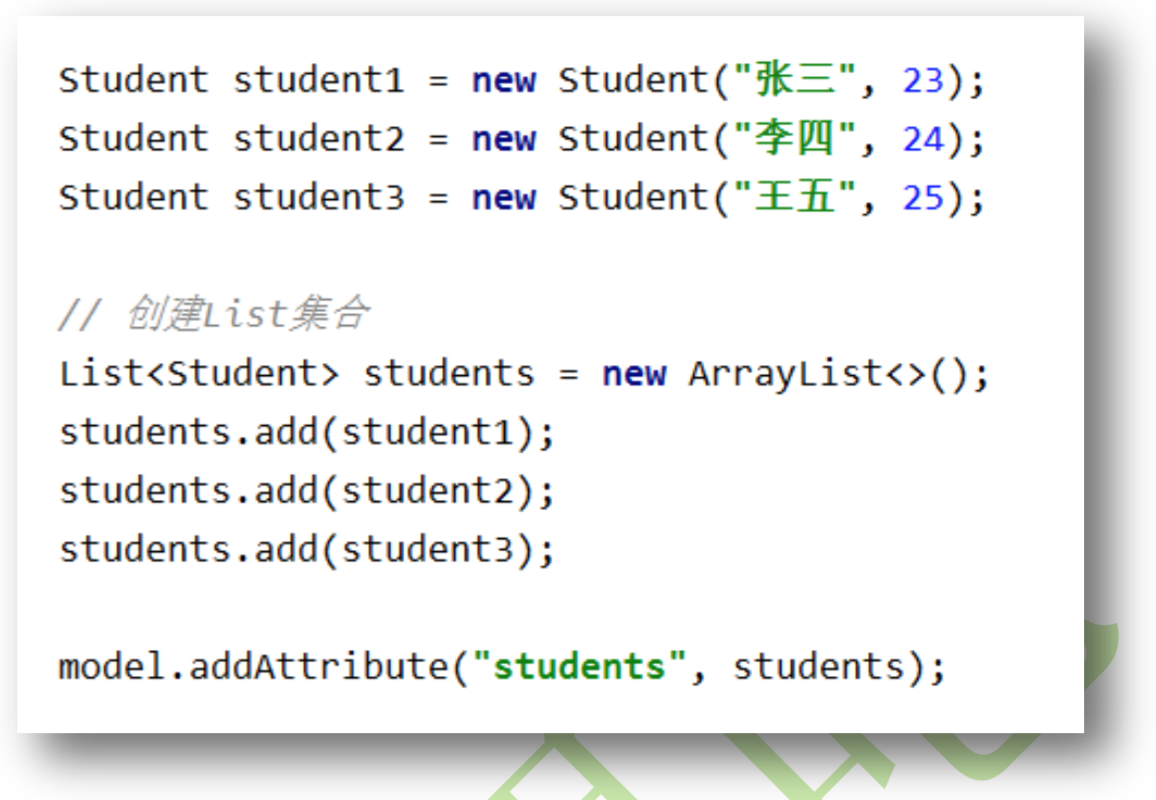 Student student1 = new Student("张三", 23);
Student student2 = new Student("李四", 24);
Student student3 = new Student("王五", 25);
// 创建List集合
List<Student> students = new ArrayList<>();
students.add(student1);
students.add(student2);
students.add(student3);
model.addAttribute("students", students);